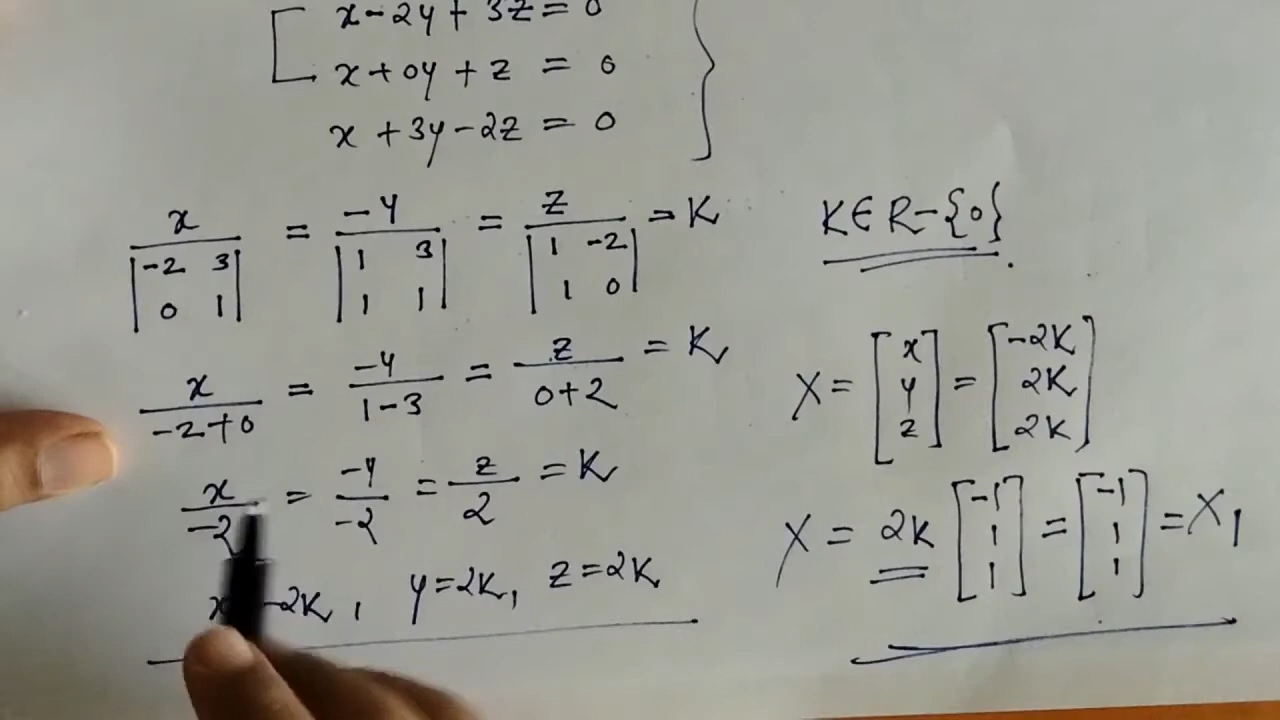 x-2y+3z=0
x+0y+z=0
x+3y-2z=0
x/|-2 3; 0 1| = -y/|1 3; 1 1| = z/|1 -2; 1 0| = K
K∈R-{0}.
x/(-2+0) = -y/(1-3) = z/(0+2) = K
X = [x y z] = [-2K 2K 2K]
x/-2 = -y/-2 = z/2 = K
X = 2K [-1 1 1] = [-1 1 1] = X₁
-2K, y=2K, z=2K